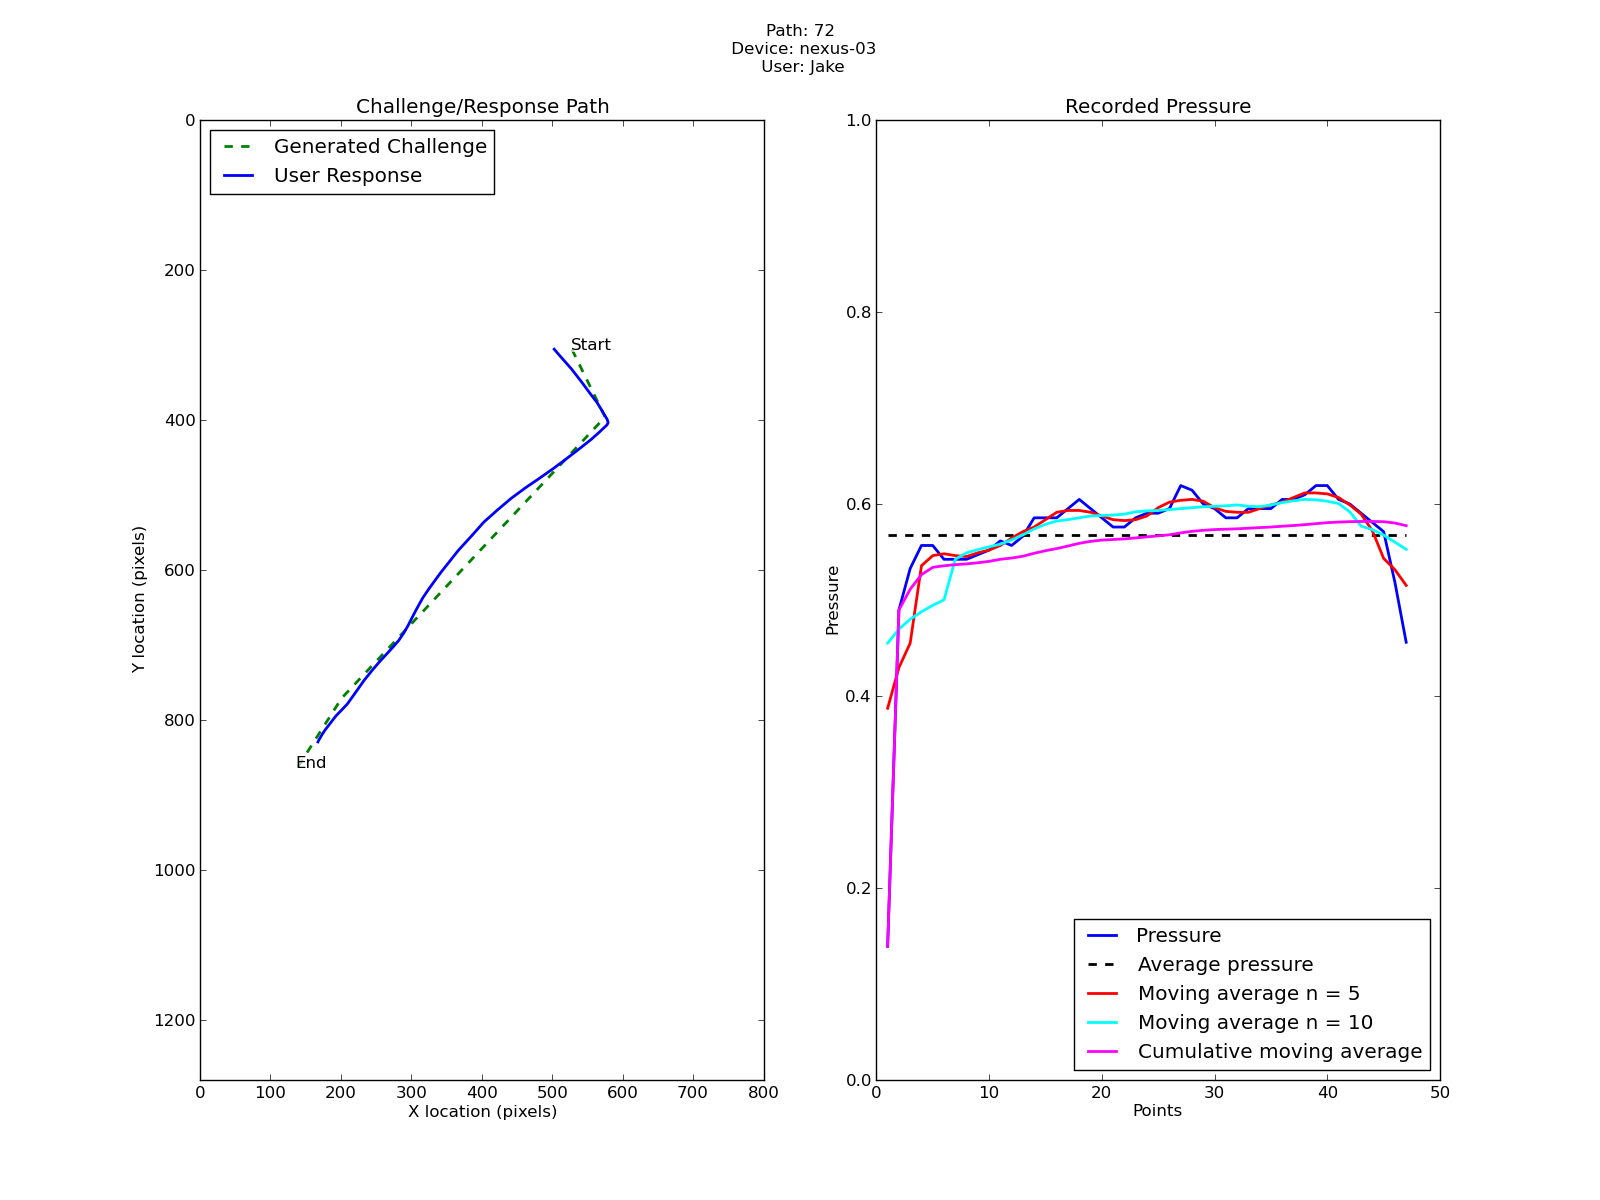 Path: 72
Device: nexus-03
User: Jake
Challenge/Response Path
Generated Challenge
User Response
Start
End
0
200
400
600
800
1000
1200
Y location (pixels)
0 100 200 300 400 500 600 700 800
X location (pixels)
Recorded Pressure
1.0
0.8
0.6
0.4
0.2
0.0
Pressure
Pressure
Average pressure
Moving average n = 5
Moving average n = 10
Cumulative moving average
0 10 20 30 40 50
Points